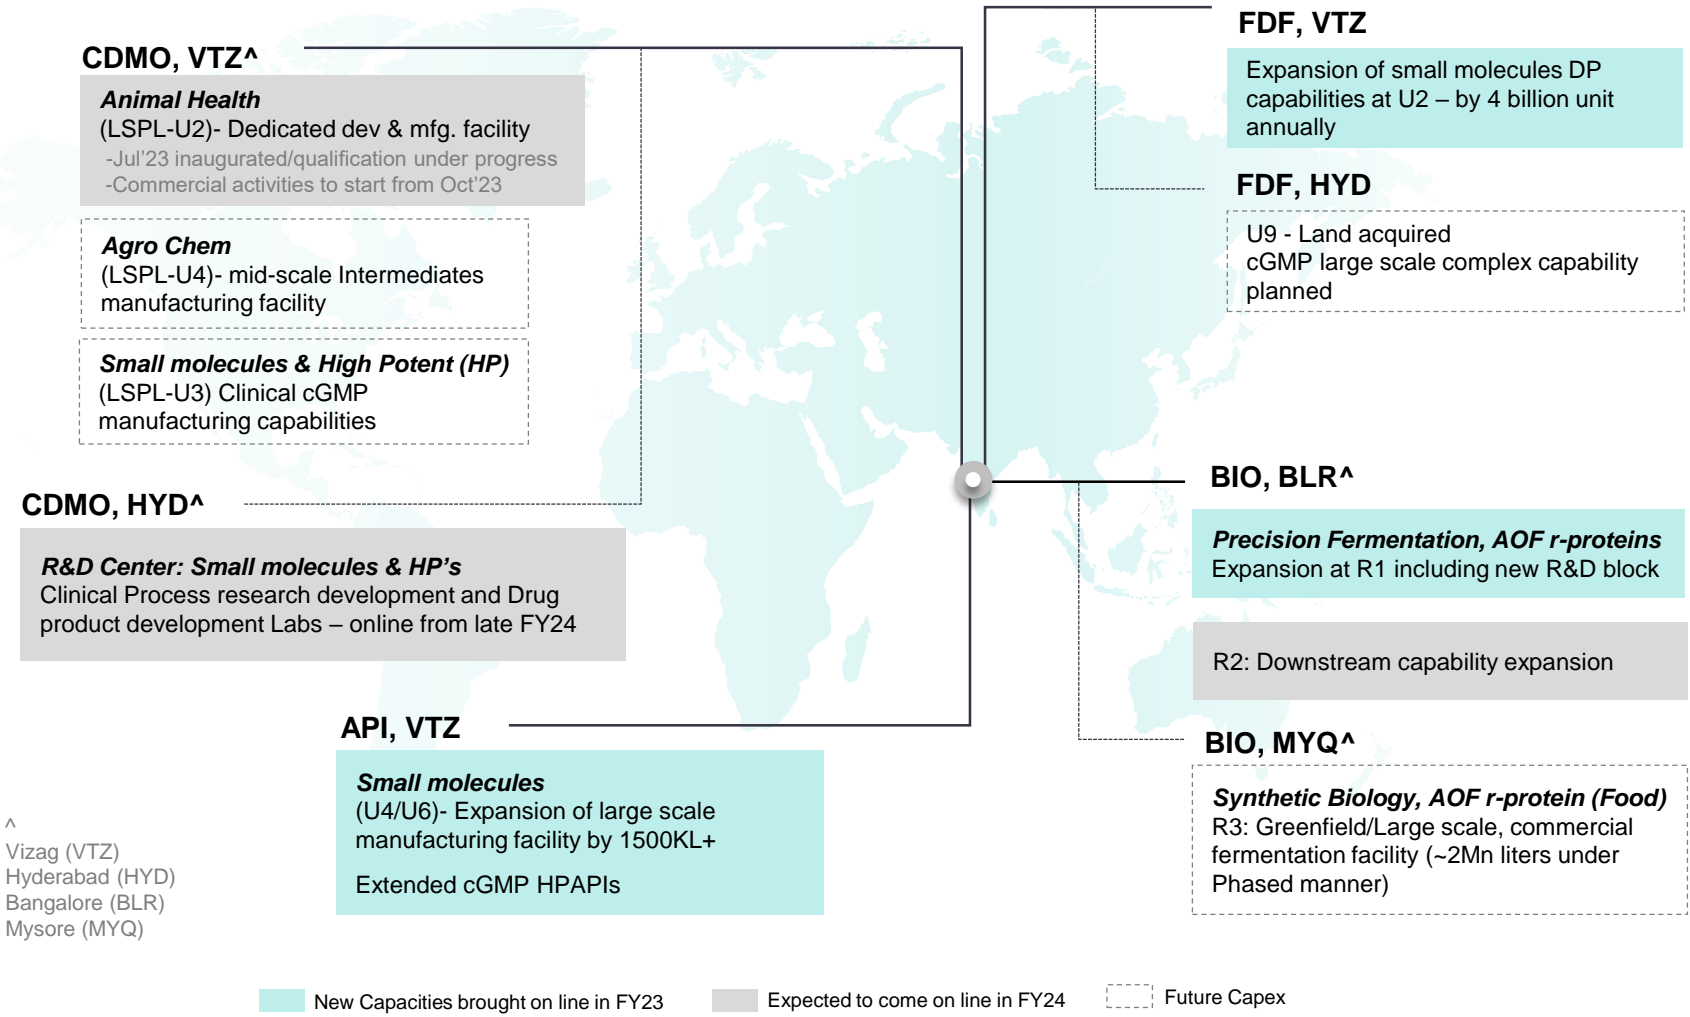 CDMO, VTZ^
Animal Health
(LSPL-U2)- Dedicated dev & mfg. facility
-Jul’23 inaugurated/qualification under progress
-Commercial activities to start from Oct’23
Agro Chem
(LSPL-U4)- mid-scale Intermediates
manufacturing facility
Small molecules & High Potent (HP)
(LSPL-U3) Clinical cGMP
manufacturing capabilities
CDMO, HYD^
R&D Center: Small molecules & HP’s
Clinical Process research development and Drug
product development Labs – online from late FY24
API, VTZ
Small molecules
(U4/U6)- Expansion of large scale
manufacturing facility by 1500KL+
Extended cGMP HPAPIs
FDF, VTZ
Expansion of small molecules DP
capabilities at U2 – by 4 billion unit
annually
FDF, HYD
U9 - Land acquired
cGMP large scale complex capability
planned
BIO, BLR^
Precision Fermentation, AOF r-proteins
Expansion at R1 including new R&D block
R2: Downstream capability expansion
BIO, MYQ^
Synthetic Biology, AOF r-protein (Food)
R3: Greenfield/Large scale, commercial
fermentation facility (~2Mn liters under
Phased manner)
^
Vizag (VTZ)
Hyderabad (HYD)
Bangalore (BLR)
Mysore (MYQ)
New Capacities brought on line in FY23
Expected to come on line in FY24
Future Capex